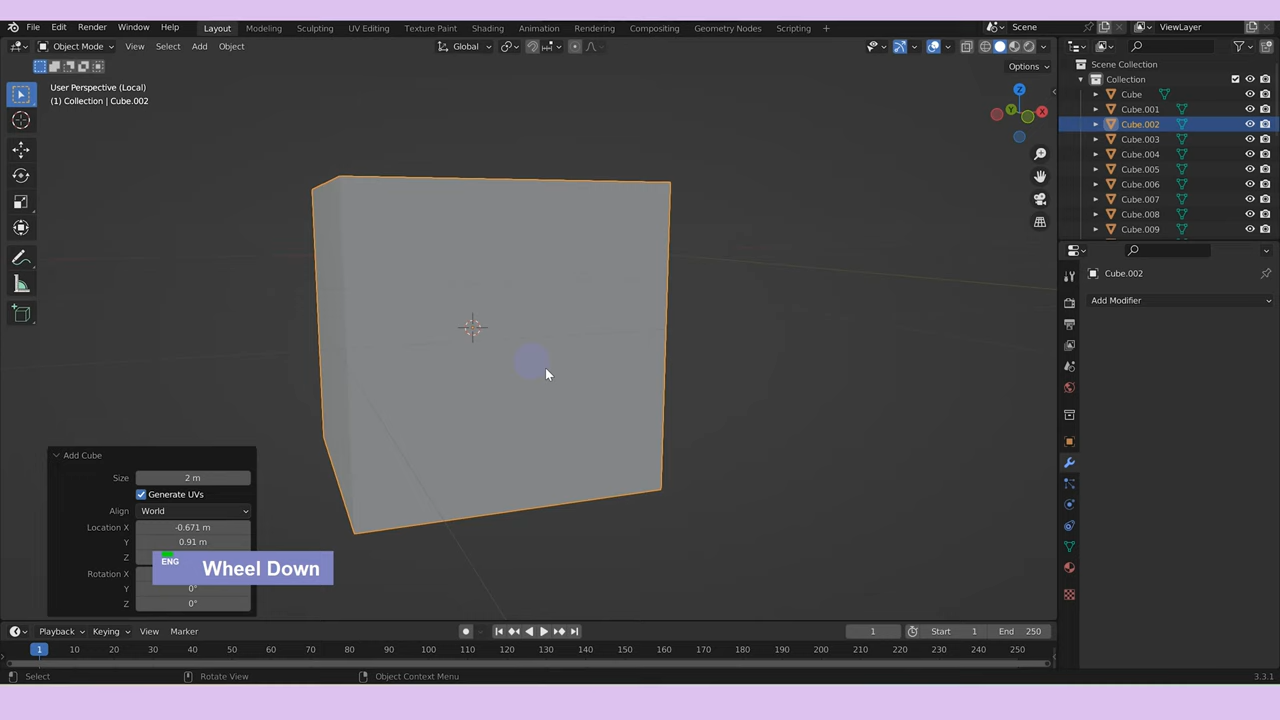 File Edit Render Window Help Layout Modeling Sculpting UV Editing Texture Paint Shading Animation Rendering Compositing Geometry Nodes Scripting + Scene ViewLayer
Object Mode View Select Add Object Global
Options
User Perspective (Local)
(1) Collection | Cube.002
Z
Y
X
Scene Collection
Collection
Cube
Cube.001
Cube.002
Cube.003
Cube.004
Cube.005
Cube.006
Cube.007
Cube.008
Cube.009
Cube.002
Add Modifier
Add Cube
Size 2 m
Generate UVs
Align World
Location X -0.671 m
Y 0.91 m
Z
Rotation X
Y 0°
Z 0°
ENG Wheel Down
Playback Keying View Marker 1 Start 1 End 250
1 10 20 30 40 50 60 70 80 90 100 110 120 130 140 150 160 170 180 190 200 210 220 230 240 250
Select Rotate View Object Context Menu 3.3.1